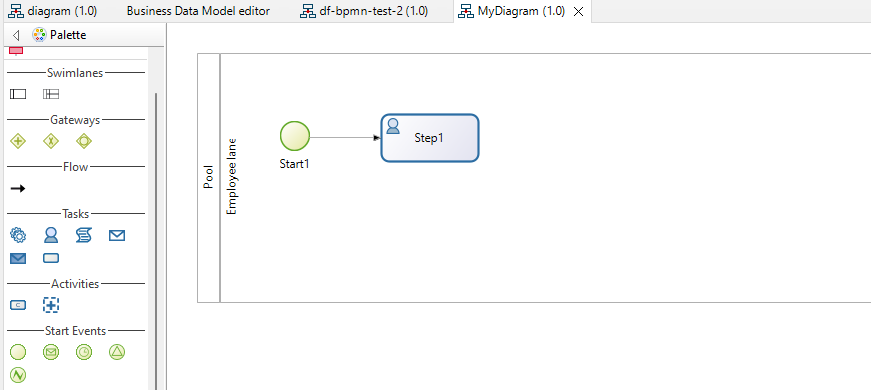 diagram (1.0)
Business Data Model editor
df-bpmn-test-2 (1.0)
MyDiagram (1.0)
Palette
Swimlanes
Gateways
Flow
Tasks
Activities
C
Start Events
Pool
Employee lane
Start1
Step1